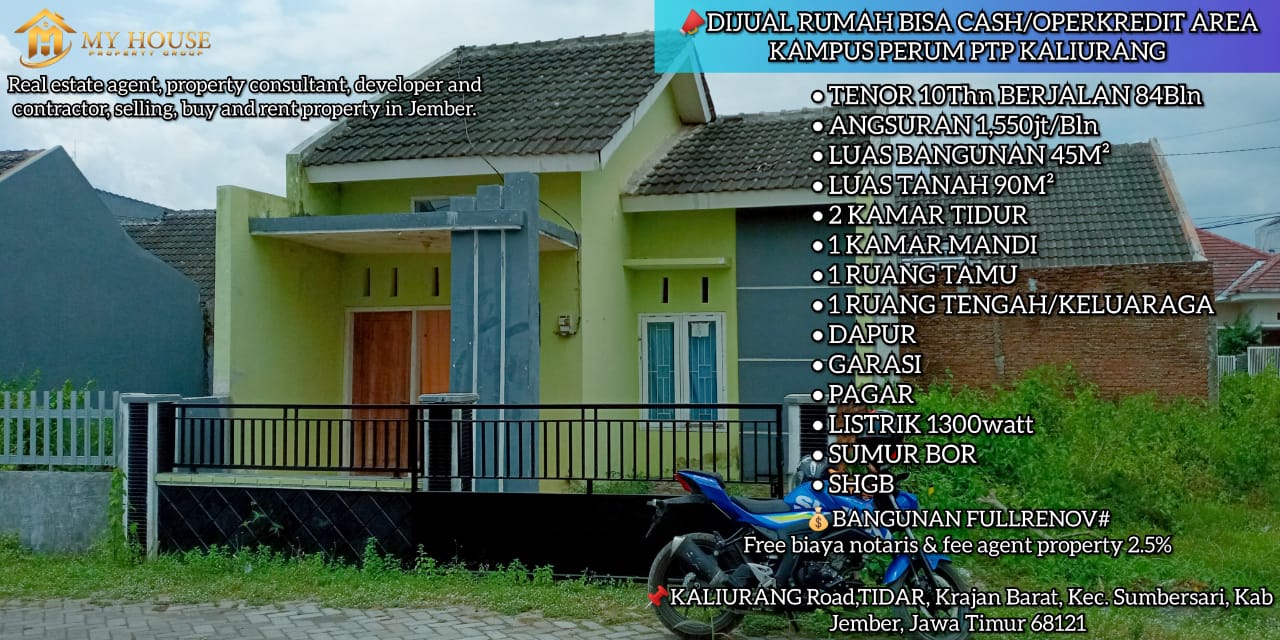 MY HOUSE
PROPERTY GROUP
Real estate agent, property consultant, developer and
contractor, selling, buy and rent property in Jember.
DIJUAL RUMAH BISA CASH/OPERKREDIT AREA
KAMPUS PERUM PTP KALIURANG
• TENOR 10Thn BERJALAN 84Bln
• ANGSURAN 1,550jt/Bln
• LUAS BANGUNAN 45M²
• LUAS TANAH 90M²
• 2 KAMAR TIDUR
• 1 KAMAR MANDI
• 1 RUANG TAMU
• 1 RUANG TENGAH/KELUARAGA
• DAPUR
• GARASI
• PAGAR
• LISTRIK 1300watt
• SUMUR BOR
• SHGB
💰BANGUNAN FULLRENOV#
Free biaya notaris & fee agent property 2.5%
📌KALIURANG Road,TIDAR, Krajan Barat, Kec. Sumbersari, Kab
Jember, Jawa Timur 68121